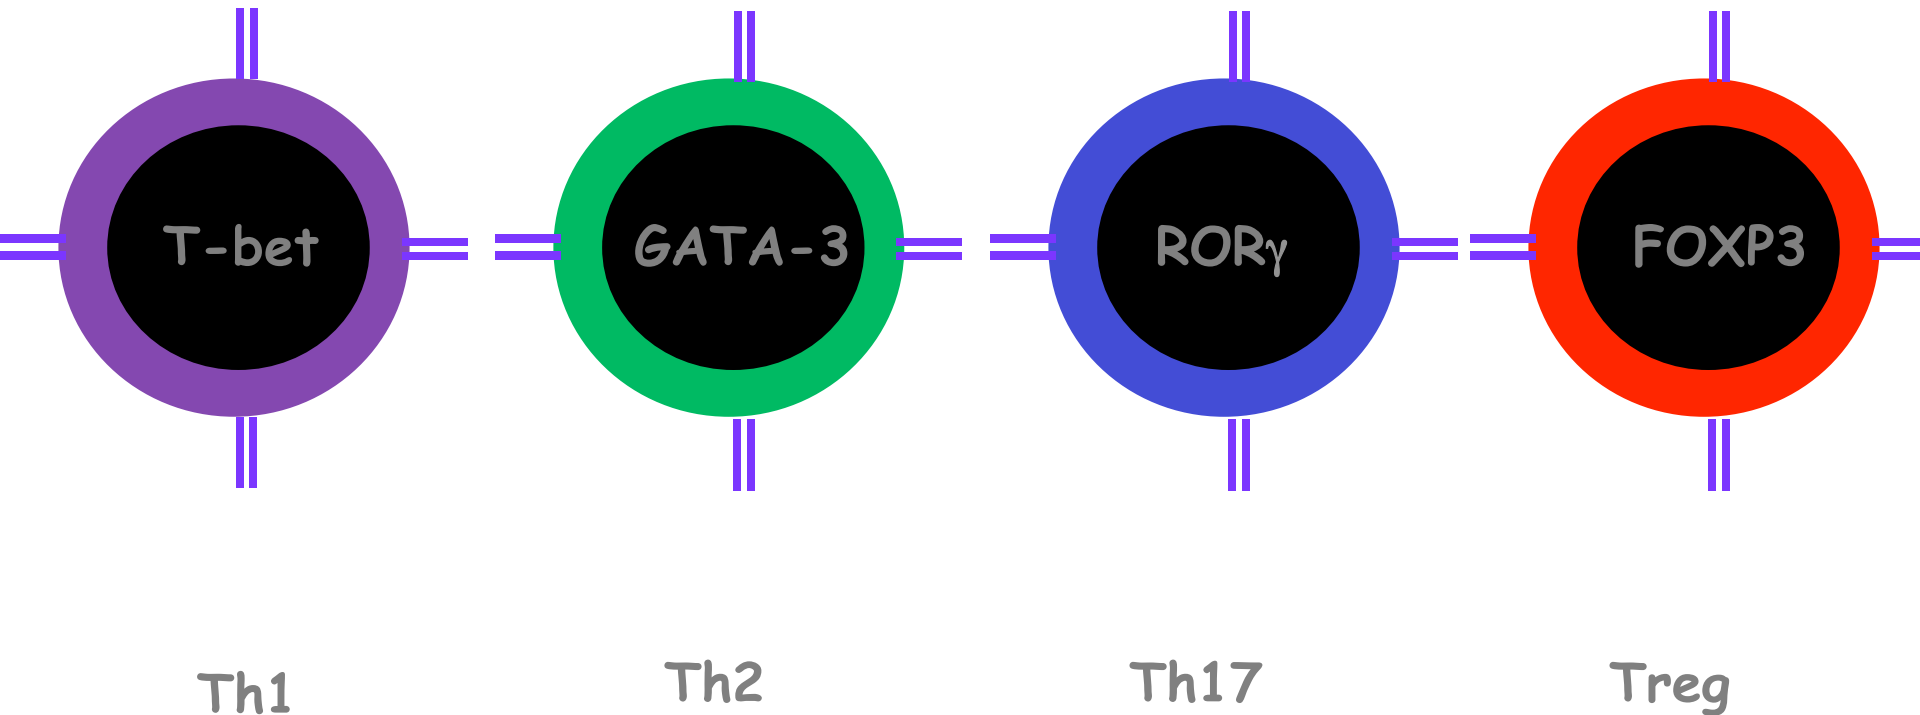 T-bet
GATA-3
RORγ
FOXP3
Th1
Th2
Th17
Treg